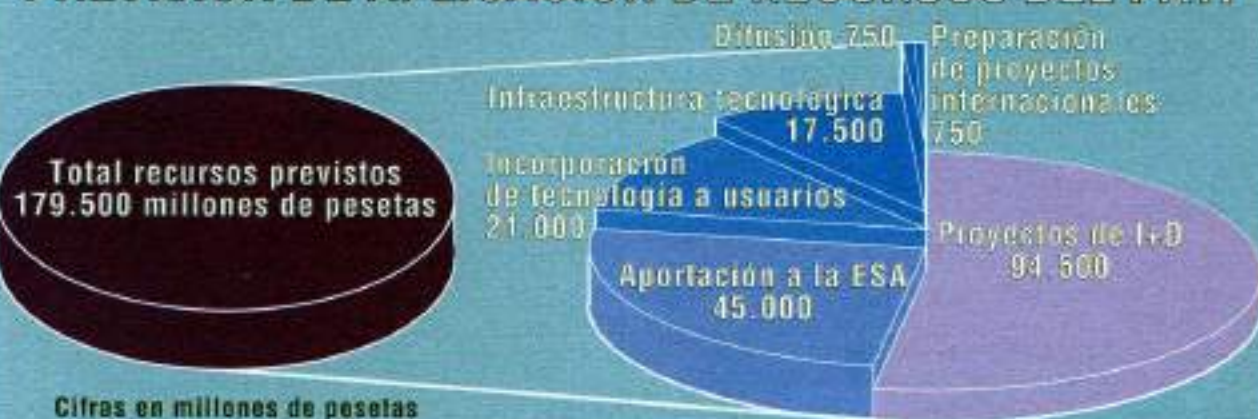 Total recursos previstos
179.500 millones de pesetas
Difusión 750
Preparación
de proyectos
internacionales
750
Infraestructura tecnológica
17.500
Incorporación
de tecnología a usuarios
21.000
Proyectos de I+D
94.500
Aportación a la ESA
45.000
Cifras en millones de pesetas